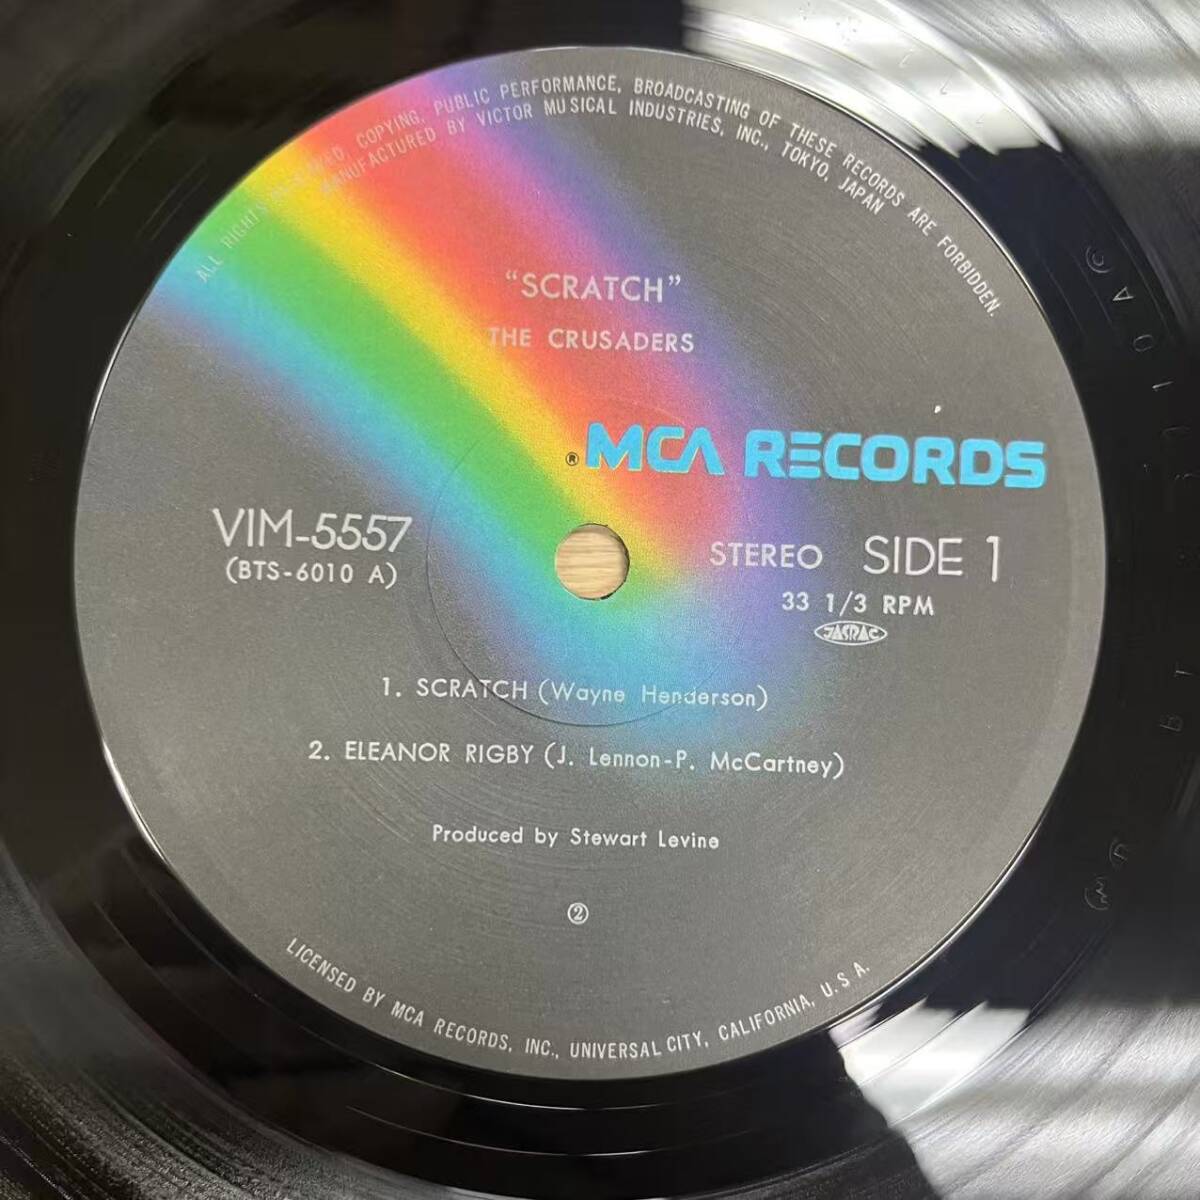 ALL RIGHTS RESERVED. COPYING, PUBLIC PERFORMANCE, BROADCASTING OF THESE RECORDS ARE FORBIDDEN.
MANUFACTURED BY VICTOR MUSICAL INDUSTRIES, INC., TOKYO, JAPAN
“SCRATCH”
THE CRUSADERS
® MCA RECORDS
VIM-5557
(BTS-6010 A)
STEREO SIDE 1
33 1/3 RPM
JASRAC
1. SCRATCH (Wayne Henderson)
2. ELEANOR RIGBY (J. Lennon-P. McCartney)
Produced by Stewart Levine
②
LICENSED BY MCA RECORDS, INC., UNIVERSAL CITY, CALIFORNIA, U.S.A.